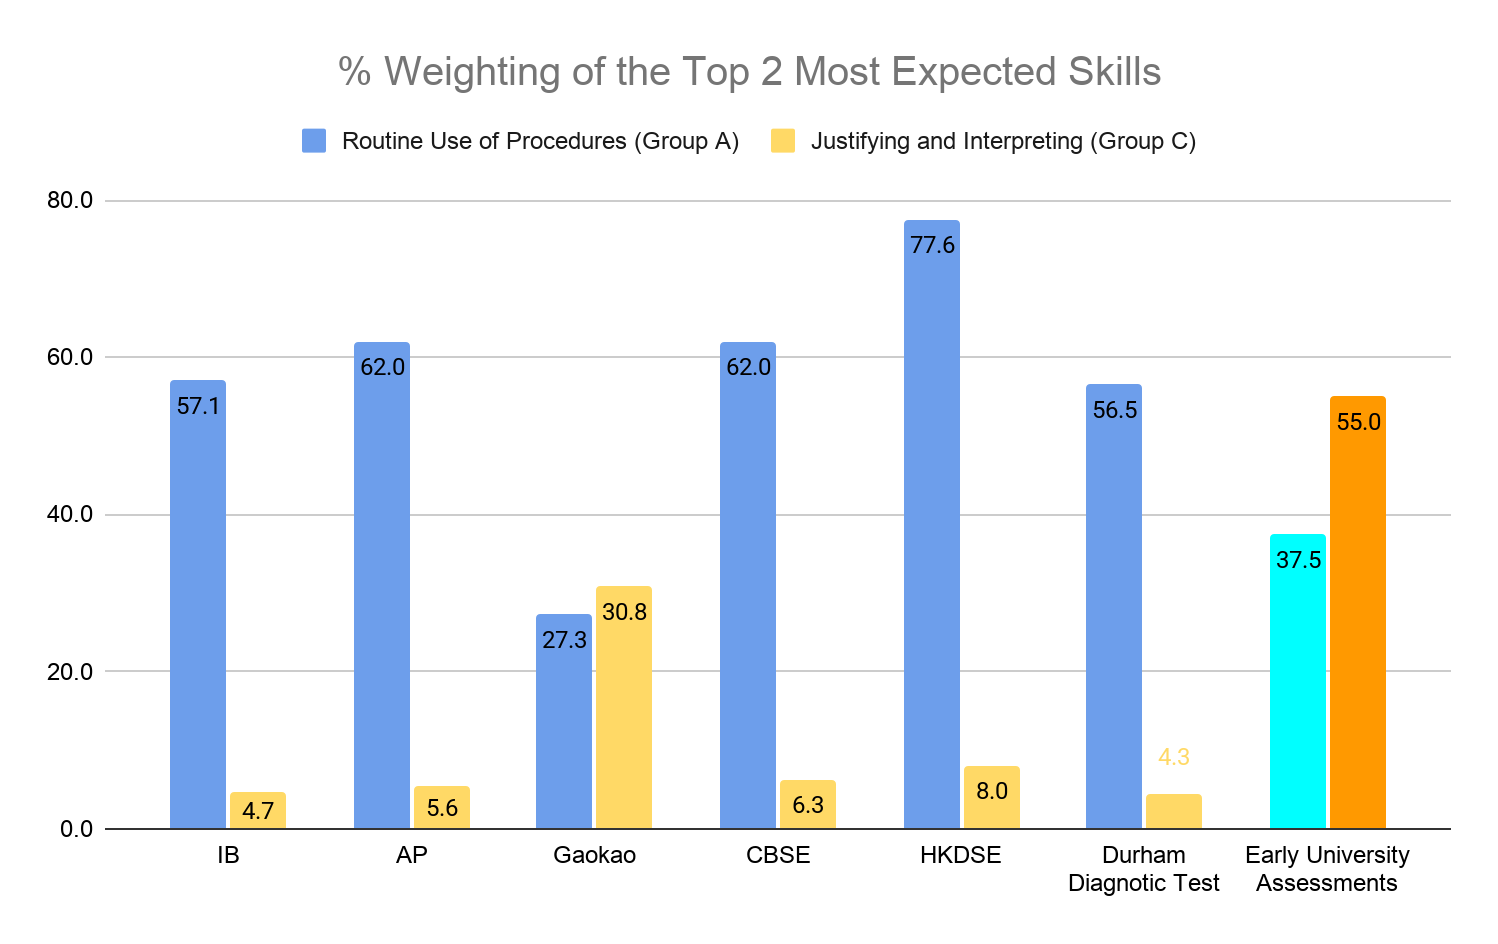 % Weighting of the Top 2 Most Expected Skills
Routine Use of Procedures (Group A)
Justifying and Interpreting (Group C)
80.0
60.0
40.0
20.0
0.0
57.1
4.7
62.0
5.6
27.3
30.8
62.0
6.3
77.6
8.0
56.5
4.3
37.5
55.0
IB
AP
Gaokao
CBSE
HKDSE
Durham
Diagnotic Test
Early University
Assessments